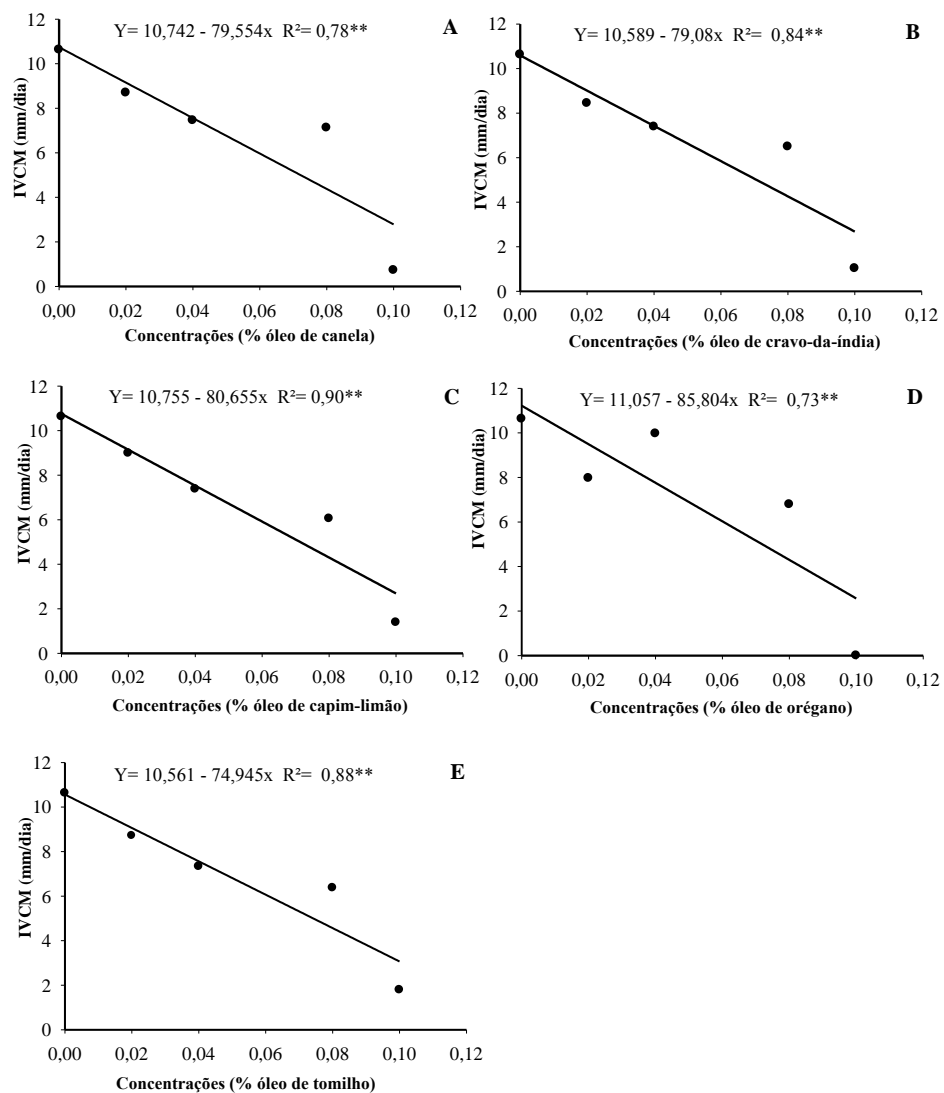 Y= 10,742 - 79,554x R²= 0,78**
A
IVCM (mm/dia)
12
10
8
6
4
2
0
0,00 0,02 0,04 0,06 0,08 0,10 0,12
Concentrações (% óleo de canela)
Y= 10,589 - 79,08x R²= 0,84**
B
IVCM (mm/dia)
12
10
8
6
4
2
0
0,00 0,02 0,04 0,06 0,08 0,10 0,12
Concentrações (% óleo de cravo-da-índia)
Y= 10,755 - 80,655x R²= 0,90**
C
IVCM (mm/dia)
12
10
8
6
4
2
0
0,00 0,02 0,04 0,06 0,08 0,10 0,12
Concentrações (% óleo de capim-limão)
Y= 11,057 - 85,804x R²= 0,73**
D
IVCM (mm/dia)
12
10
8
6
4
2
0
0,00 0,02 0,04 0,06 0,08 0,10 0,12
Concentrações (% óleo de orégano)
Y= 10,561 - 74,945x R²= 0,88**
E
IVCM (mm/dia)
12
10
8
6
4
2
0
0,00 0,02 0,04 0,06 0,08 0,10 0,12
Concentrações (% óleo de tomilho)